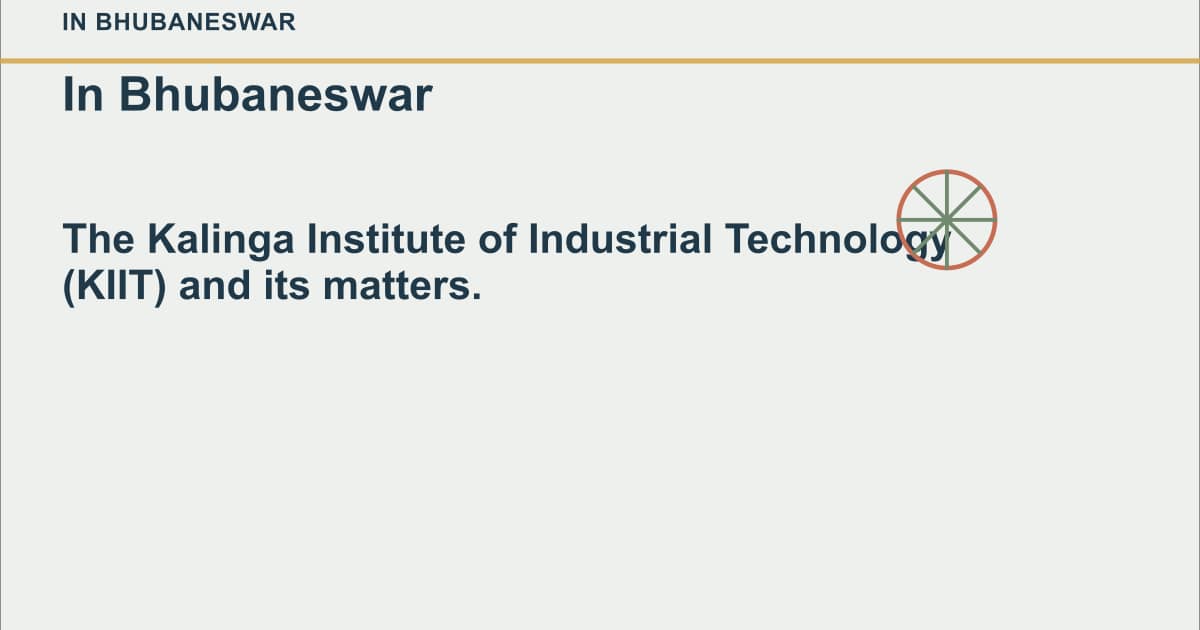 IN BHUBANESWAR
In Bhubaneswar
The Kalinga Institute of Industrial Technology
(KIIT) and its matters.